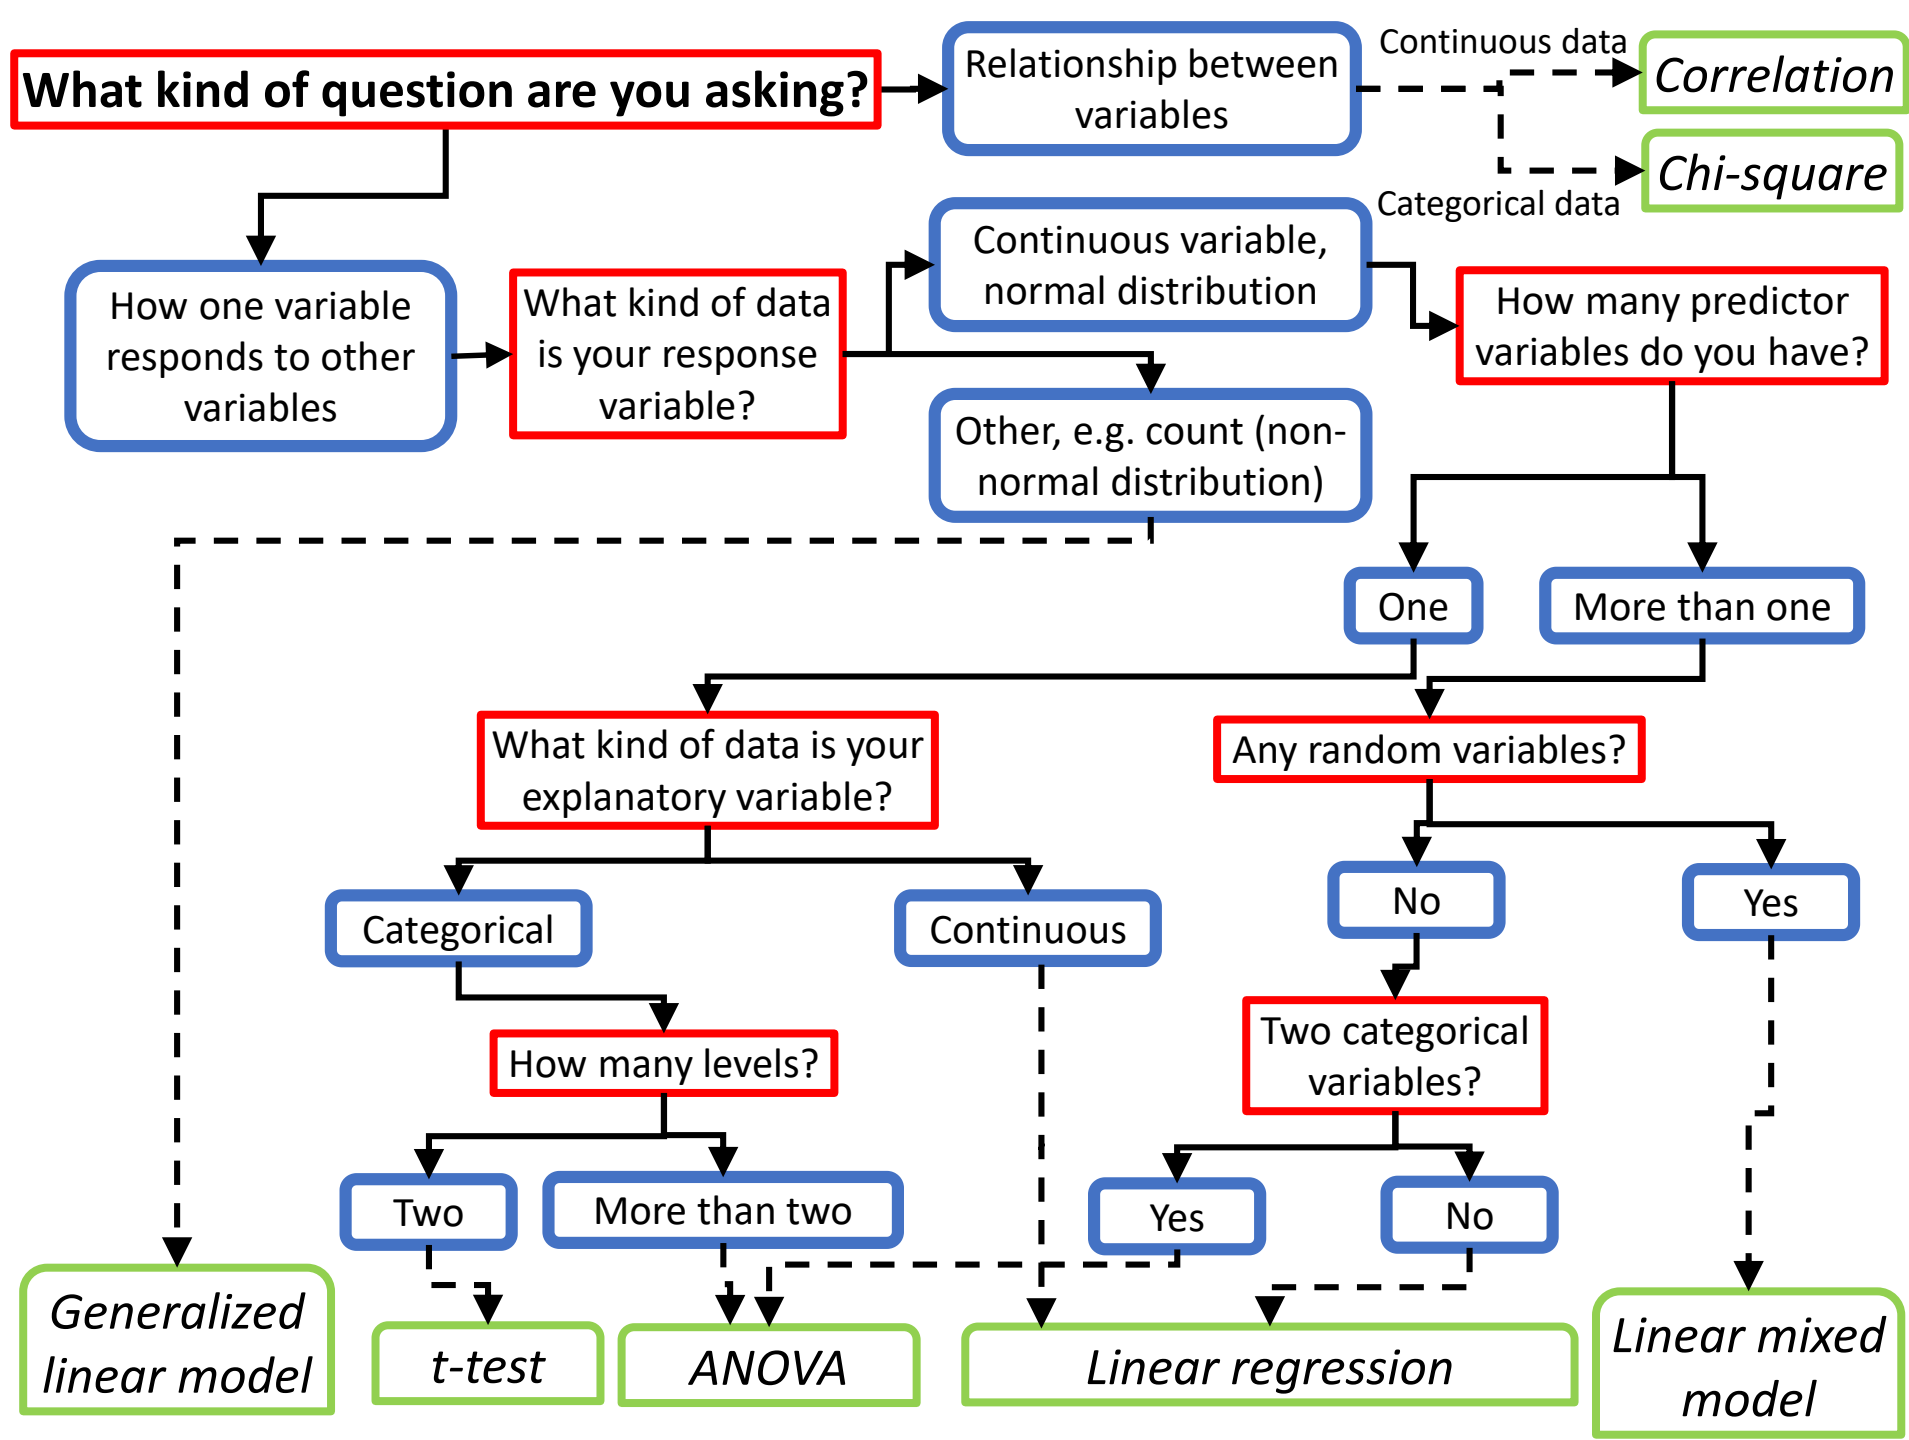 What kind of question are you asking?
Relationship between
variables
Continuous data
Correlation
Chi-square
Categorical data
How one variable
responds to other
variables
What kind of data
is your response
variable?
Continuous variable,
normal distribution
Other, e.g. count (non-
normal distribution)
How many predictor
variables do you have?
One
More than one
What kind of data is your
explanatory variable?
Any random variables?
Categorical
Continuous
No
Yes
How many levels?
Two categorical
variables?
Two
More than two
Yes
No
Generalized
linear model
t-test
ANOVA
Linear regression
Linear mixed
model